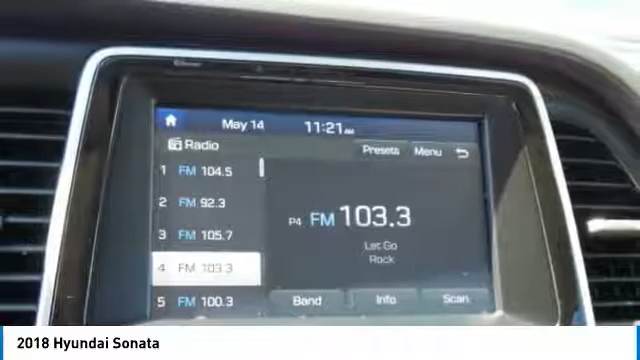 May 14 11:21AM
Radio
Presets Menu
1 FM 104.5
2 FM 92.3
3 FM 105.7
4 FM 103.3
5 FM 100.3
P4 FM 103.3
Let Go
Rock
Band Info Scan
2018 Hyundai Sonata